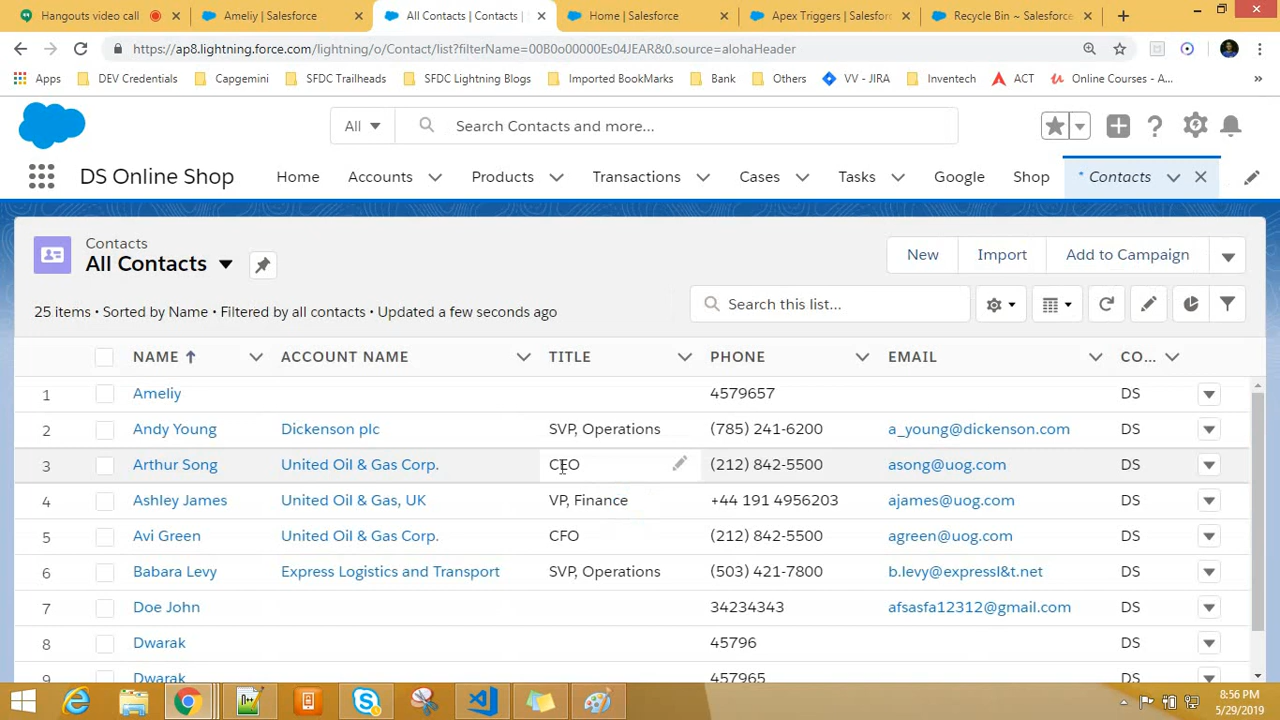 Hangouts video call
Ameliy | Salesforce
All Contacts | Contacts |
Home | Salesforce
Apex Triggers | Salesfor
Recycle Bin ~ Salesforce
https://ap8.lightning.force.com/lightning/o/Contact/list?filterName=00B0o00000Es04JEAR&0.source=alohaHeader
Apps DEV Credentials Capgemini SFDC Trailheads SFDC Lightning Blogs Imported BookMarks Bank Others VV - JIRA Inventech ACT Online Courses - A... »
All Search Contacts and more...
DS Online Shop Home Accounts Products Transactions Cases Tasks Google Shop * Contacts
Contacts
All Contacts
New Import Add to Campaign
25 items • Sorted by Name • Filtered by all contacts • Updated a few seconds ago
Search this list...
NAME ACCOUNT NAME TITLE PHONE EMAIL CO...
1 Ameliy 4579657 DS
2 Andy Young Dickenson plc SVP, Operations (785) 241-6200 a_young@dickenson.com DS
3 Arthur Song United Oil & Gas Corp. CEO (212) 842-5500 asong@uog.com DS
4 Ashley James United Oil & Gas, UK VP, Finance +44 191 4956203 ajames@uog.com DS
5 Avi Green United Oil & Gas Corp. CFO (212) 842-5500 agreen@uog.com DS
6 Babara Levy Express Logistics and Transport SVP, Operations (503) 421-7800 b.levy@expressl&t.net DS
7 Doe John 34234343 afsasfa12312@gmail.com DS
8 Dwarak 45796 DS
9 Dwarak 457965 DS
8:56 PM
5/29/2019